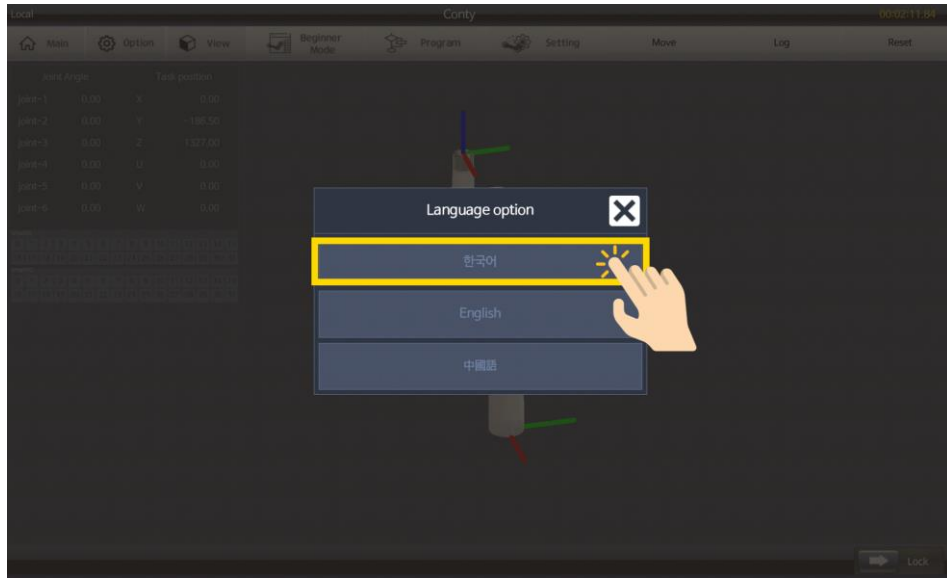 Local Conty 00:02:11.84
Main Option View Beginner Mode Program Setting Move Log Reset
Joint Angle Task position
Joint-1 0.00 X 0.00
Joint-2 0.00 Y -186.50
Joint-3 0.00 Z 1327.00
Joint-4 0.00 U 0.00
Joint-5 0.00 V 0.00
Joint-6 0.00 W 0.00
Language option
한국어
English
中國語
Lock